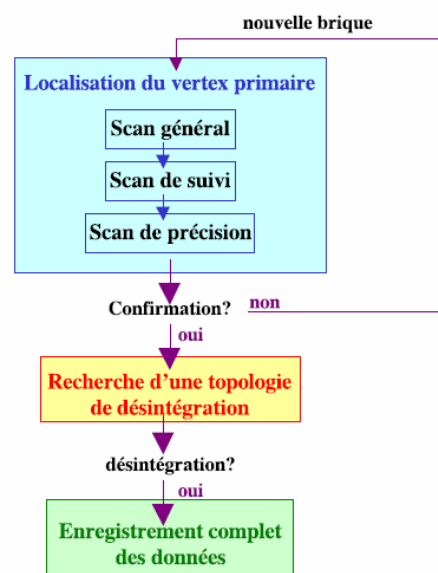 nouvelle brique
Localisation du vertex primaire
Scan général
Scan de suivi
Scan de précision
Confirmation?
non
oui
Recherche d'une topologie
de désintégration
désintégration?
oui
Enregistrement complet
des données